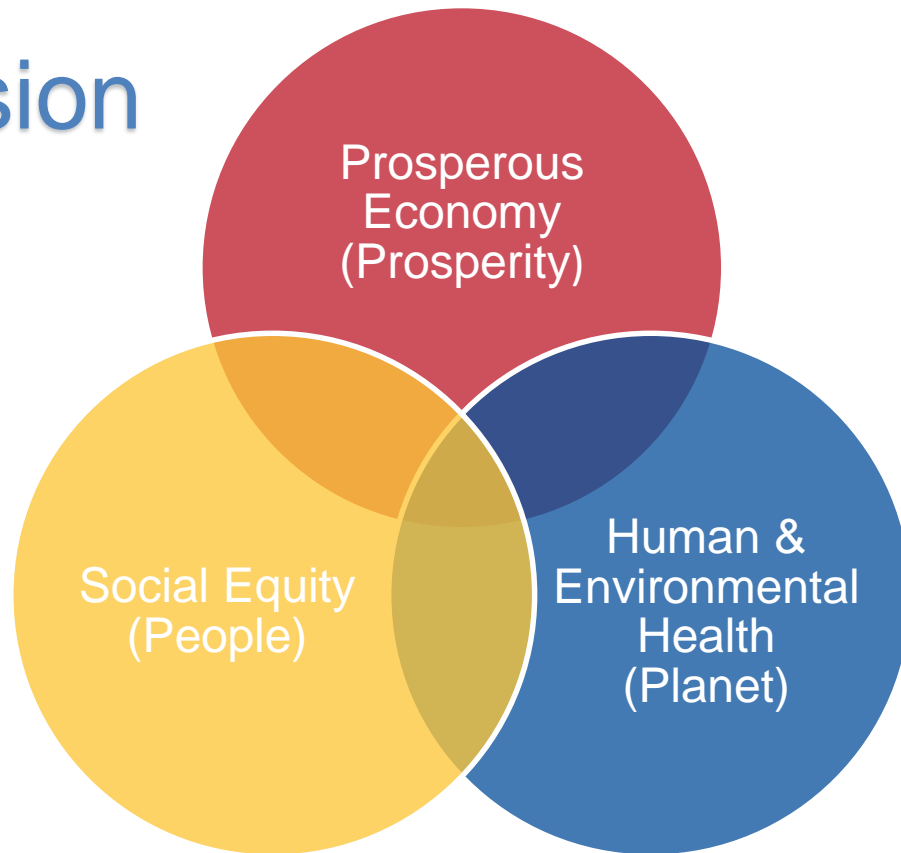 sion
Prosperous
Economy
(Prosperity)
Social Equity
(People)
Human &
Environmental
Health
(Planet)